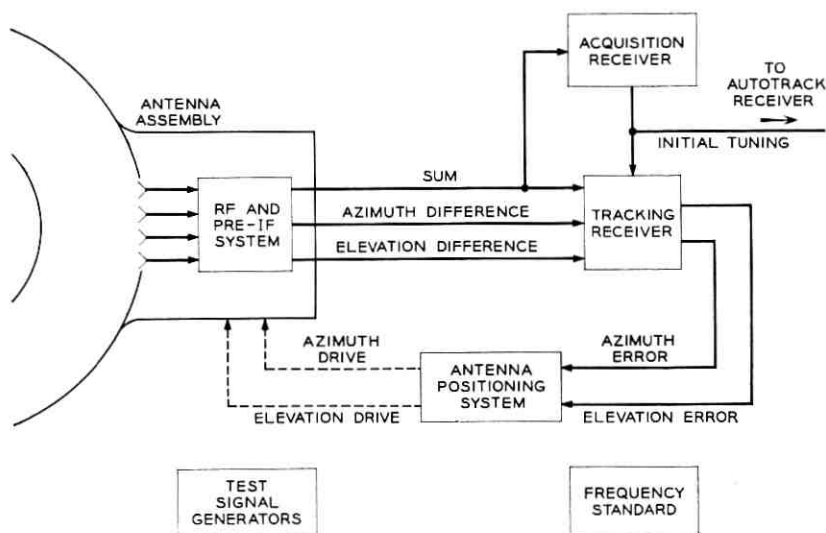 ACQUISITION
RECEIVER
TO
AUTOTRACK
RECEIVER
ANTENNA
ASSEMBLY
INITIAL TUNING
SUM
RF AND
PRE-IF
SYSTEM
AZIMUTH DIFFERENCE
TRACKING
RECEIVER
ELEVATION DIFFERENCE
AZIMUTH
DRIVE
ANTENNA
POSITIONING
SYSTEM
AZIMUTH
ERROR
ELEVATION DRIVE
ELEVATION ERROR
TEST
SIGNAL
GENERATORS
FREQUENCY
STANDARD